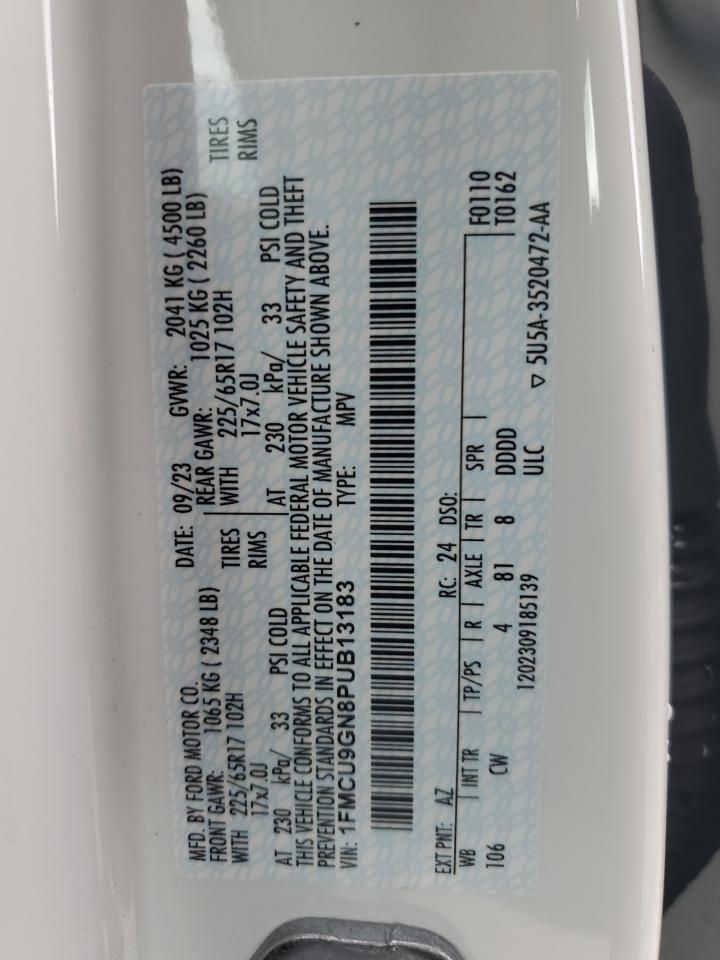 MFD. BY FORD MOTOR CO. DATE: 09/23 GVWR: 2041 KG ( 4500 LB)
FRONT GAWR: 1065 KG ( 2348 LB) REAR GAWR: 1025 KG ( 2260 LB)
WITH 225/65R17 102H TIRES WITH 225/65R17 102H TIRES
17x7.0J RIMS 17x7.0J RIMS
AT 230 kPa/ 33 PSI COLD AT 230 kPa/ 33 PSI COLD
THIS VEHICLE CONFORMS TO ALL APPLICABLE FEDERAL MOTOR VEHICLE SAFETY AND THEFT
PREVENTION STANDARDS IN EFFECT ON THE DATE OF MANUFACTURE SHOWN ABOVE.
VIN: 1FMCU9GN8PUB13183 TYPE: MPV
EXT PNT: AZ RC: 24 DSO: F0110
WB INT TR TP/PS R AXLE TR SPR T0162
106 CW 4 81 8 DDDD
1202309185139 ULC ▽ 5U5A-3520472-AA